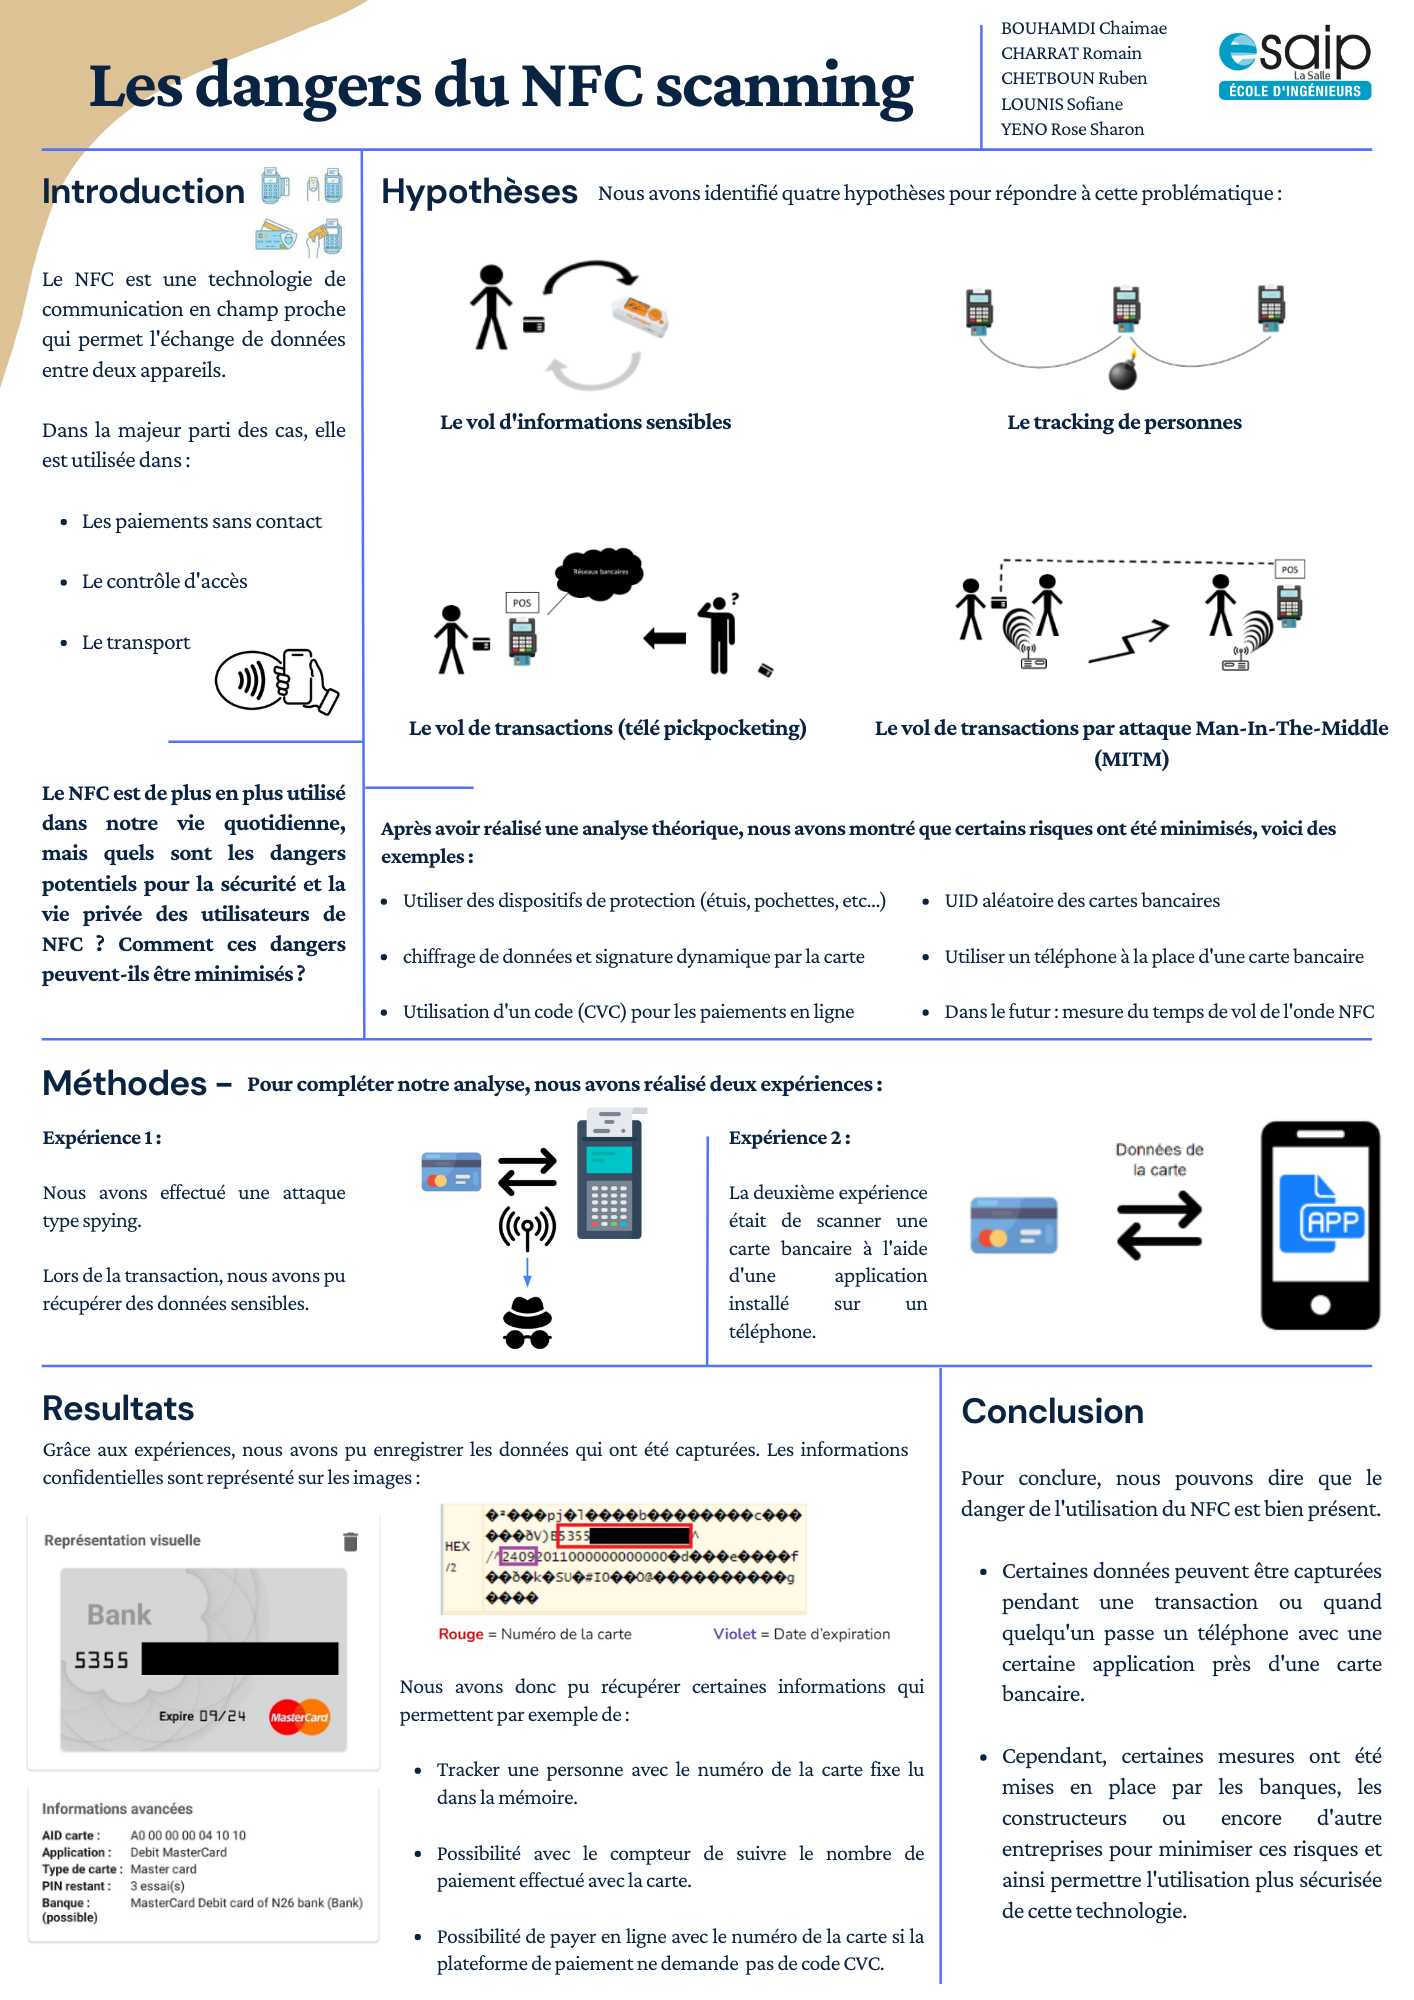 Les dangers du NFC scanning
BOUHAMDI Chaimae
CHARRAT Romain
CHETBOUN Ruben
LOUNIS Sofiane
YENO Rose Sharon
esaip
La Salle
ÉCOLE D'INGÉNIEURS
Introduction
Le NFC est une technologie de
communication en champ proche
qui permet l'échange de données
entre deux appareils.
Dans la majeur parti des cas, elle
est utilisée dans :
• Les paiements sans contact
• Le contrôle d'accès
• Le transport
Le NFC est de plus en plus utilisé
dans notre vie quotidienne,
mais quels sont les dangers
potentiels pour la sécurité et la
vie privée des utilisateurs de
NFC ? Comment ces dangers
peuvent-ils être minimisés ?
Hypothèses
Nous avons identifié quatre hypothèses pour répondre à cette problématique :
Le vol d'informations sensibles
Le tracking de personnes
Réseaux bancaires
POS
?
Le vol de transactions (télé pickpocketing)
POS
Le vol de transactions par attaque Man-In-The-Middle
(MITM)
Après avoir réalisé une analyse théorique, nous avons montré que certains risques ont été minimisés, voici des
exemples :
• Utiliser des dispositifs de protection (étuis, pochettes, etc...)
• chiffrage de données et signature dynamique par la carte
• Utilisation d'un code (CVC) pour les paiements en ligne
• UID aléatoire des cartes bancaires
• Utiliser un téléphone à la place d'une carte bancaire
• Dans le futur : mesure du temps de vol de l'onde NFC
Méthodes – Pour compléter notre analyse, nous avons réalisé deux expériences :
Expérience 1 :
Nous avons effectué une attaque
type spying.
Lors de la transaction, nous avons pu
récupérer des données sensibles.
Expérience 2 :
La deuxième expérience
était de scanner une
carte bancaire à l'aide
d'une application
installé sur un
téléphone.
Données de
la carte
APP
Resultats
Grâce aux expériences, nous avons pu enregistrer les données qui ont été capturées. Les informations
confidentielles sont représenté sur les images :
Représentation visuelle
Bank
5355
Expire 09/24
MasterCard
Informations avancées
AID carte : A0 00 00 00 04 10 10
Application : Debit MasterCard
Type de carte : Master card
PIN restant : 3 essai(s)
Banque : MasterCard Debit card of N26 bank (Bank)
(possible)
HEX
/2
�²���pj�l����b��������c���
���ðV)B5355 ^
/^24092011000000000000�d���e����f
��ð�k�SU�#IO��O@����������g
����
Rouge = Numéro de la carte
Violet = Date d'expiration
Nous avons donc pu récupérer certaines informations qui
permettent par exemple de :
• Tracker une personne avec le numéro de la carte fixe lu
dans la mémoire.
• Possibilité avec le compteur de suivre le nombre de
paiement effectué avec la carte.
• Possibilité de payer en ligne avec le numéro de la carte si la
plateforme de paiement ne demande pas de code CVC.
Conclusion
Pour conclure, nous pouvons dire que le
danger de l'utilisation du NFC est bien présent.
• Certaines données peuvent être capturées
pendant une transaction ou quand
quelqu'un passe un téléphone avec une
certaine application près d'une carte
bancaire.
• Cependant, certaines mesures ont été
mises en place par les banques, les
constructeurs ou encore d'autre
entreprises pour minimiser ces risques et
ainsi permettre l'utilisation plus sécurisée
de cette technologie.